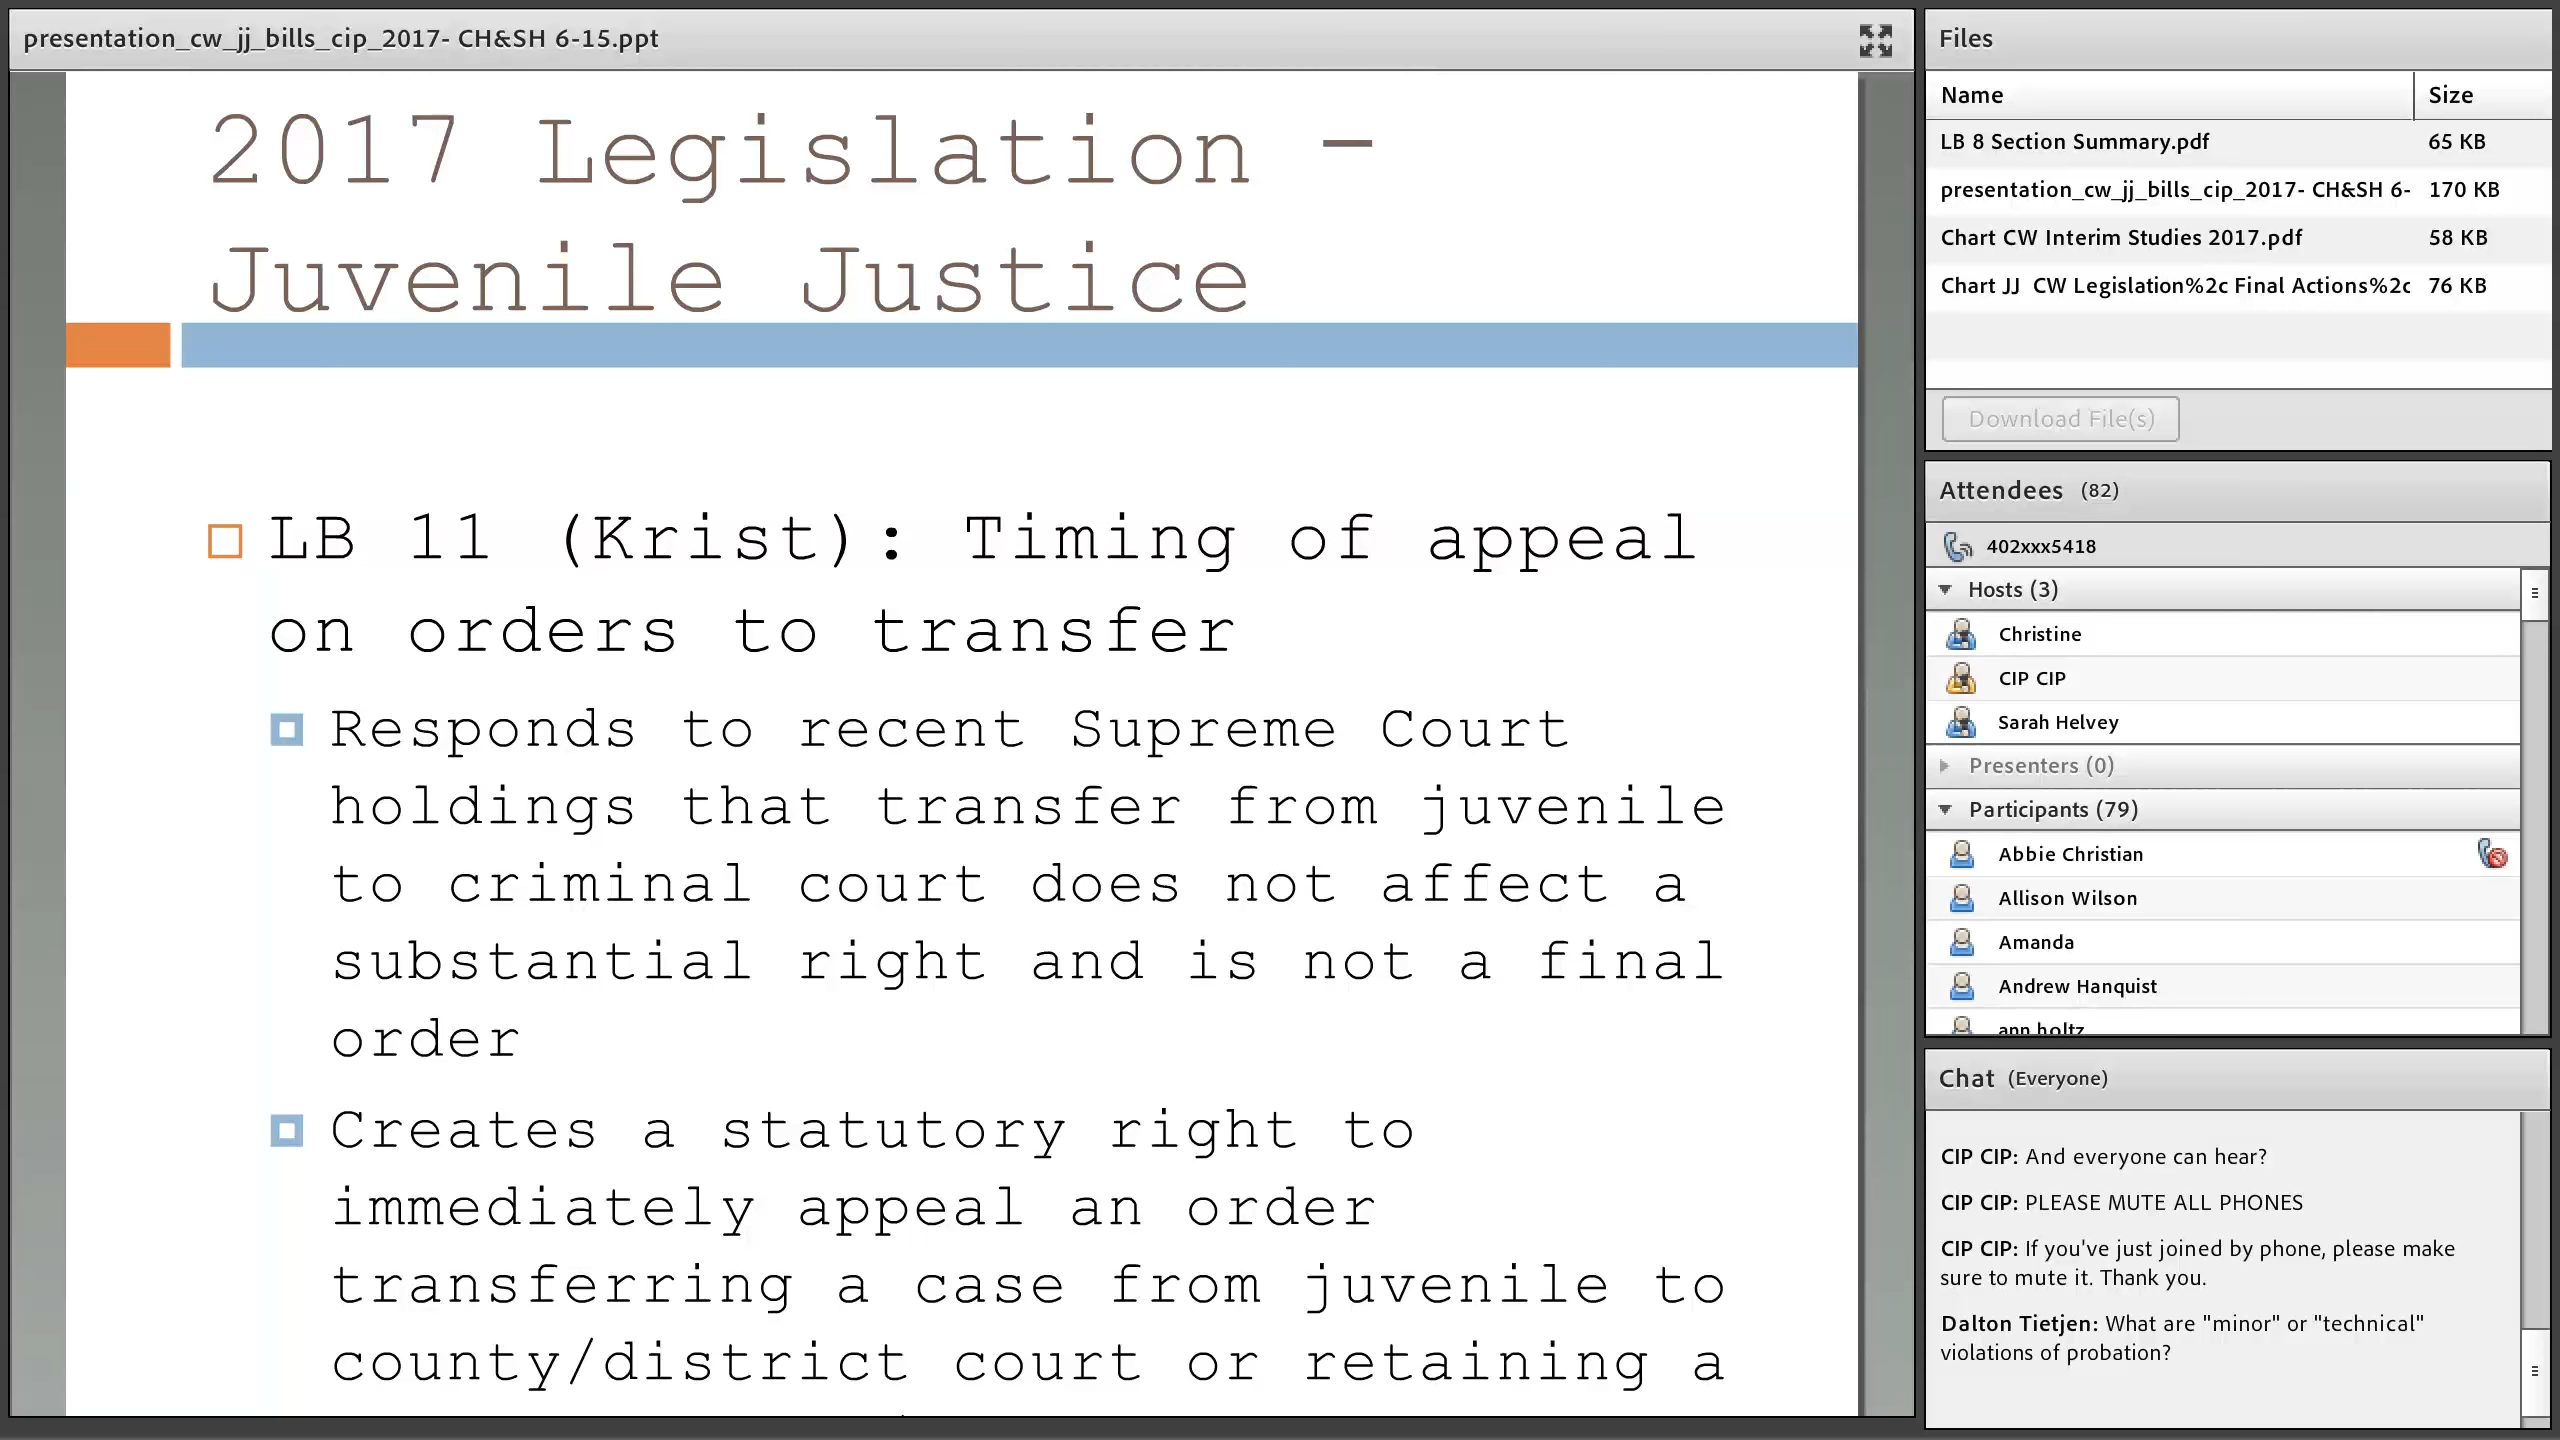 presentation_cw_jj_bills_cip_2017- CH&SH 6-15.ppt
2017 Legislation –
Juvenile Justice
LB 11 (Krist): Timing of appeal
on orders to transfer
Responds to recent Supreme Court
holdings that transfer from juvenile
to criminal court does not affect a
substantial right and is not a final
order
Creates a statutory right to
immediately appeal an order
transferring a case from juvenile to
county/district court or retaining a
Files
Name Size
LB 8 Section Summary.pdf 65 KB
presentation_cw_jj_bills_cip_2017- CH&SH 6- 170 KB
Chart CW Interim Studies 2017.pdf 58 KB
Chart JJ  CW Legislation%2c Final Actions%2c 76 KB
Download File(s)
Attendees (82)
402xxx5418
Hosts (3)
Christine
CIP CIP
Sarah Helvey
Presenters (0)
Participants (79)
Abbie Christian
Allison Wilson
Amanda
Andrew Hanquist
ann holtz
Chat (Everyone)
CIP CIP: And everyone can hear?
CIP CIP: PLEASE MUTE ALL PHONES
CIP CIP: If you've just joined by phone, please make
sure to mute it. Thank you.
Dalton Tietjen: What are "minor" or "technical"
violations of probation?